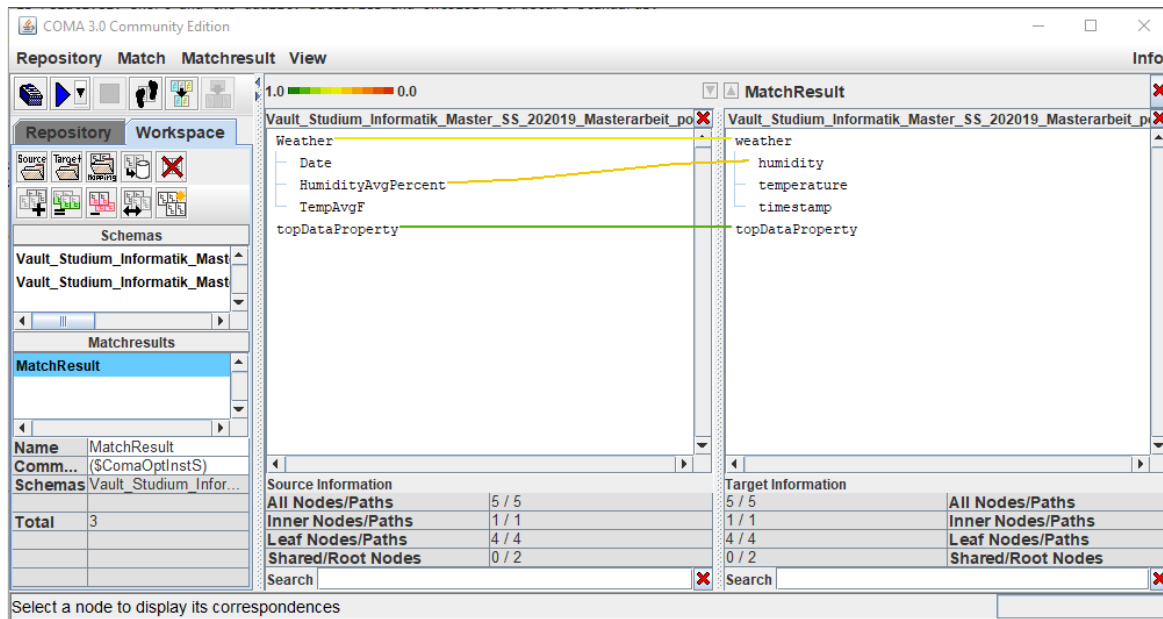 COMA 3.0 Community Edition
Repository Match Matchresult View Info
1.0 0.0 MatchResult
Repository Workspace
Source Target
Schemas
Vault_Studium_Informatik_Mast
Vault_Studium_Informatik_Mast
Matchresults
MatchResult
Name MatchResult
Comm... ($ComaOptInstS)
Schemas Vault_Studium_Infor...
Total 3
Vault_Studium_Informatik_Master_SS_202019_Masterarbeit_po
Weather
Date
HumidityAvgPercent
TempAvgF
topDataProperty
Source Information
All Nodes/Paths 5 / 5
Inner Nodes/Paths 1 / 1
Leaf Nodes/Paths 4 / 4
Shared/Root Nodes 0 / 2
Search
Vault_Studium_Informatik_Master_SS_202019_Masterarbeit_p
weather
humidity
temperature
timestamp
topDataProperty
Target Information
5 / 5 All Nodes/Paths
1 / 1 Inner Nodes/Paths
4 / 4 Leaf Nodes/Paths
0 / 2 Shared/Root Nodes
Search
Select a node to display its correspondences